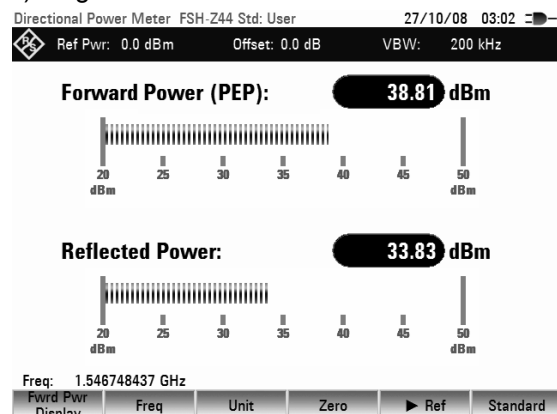 Directional Power Meter FSH-Z44 Std: User 27/10/08 03:02
Ref Pwr: 0.0 dBm Offset: 0.0 dB VBW: 200 kHz
Forward Power (PEP): 38.81 dBm
20 25 30 35 40 45 50
dBm dBm
Reflected Power: 33.83 dBm
20 25 30 35 40 45 50
dBm dBm
Freq: 1.546748437 GHz
Fwrd Pwr
Display Freq Unit Zero ► Ref Standard